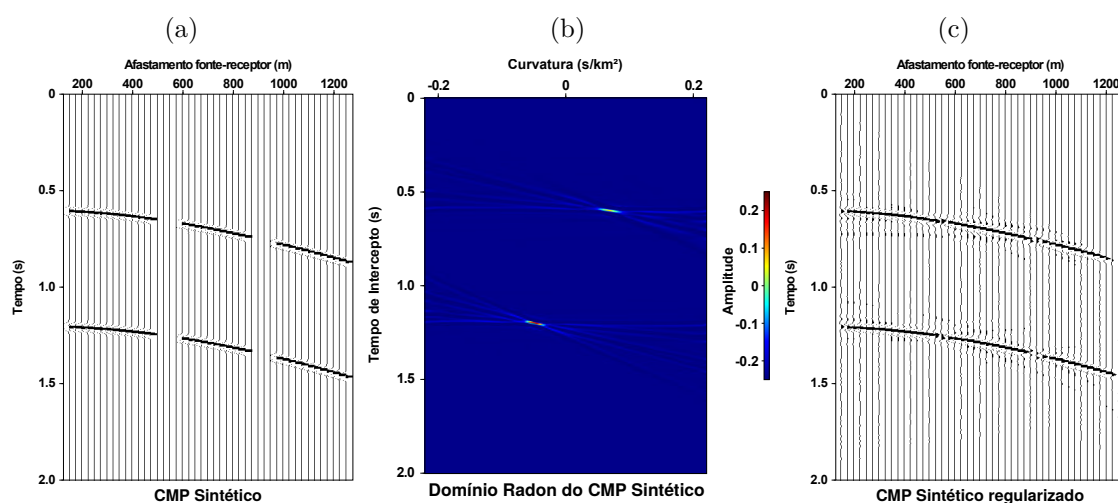 (a)
Afastamento fonte-receptor (m)
200 400 600 800 1000 1200
0
0.5
1.0
1.5
2.0
Tempo (s)
CMP Sintético
(b)
Curvatura (s/km²)
-0.2 0 0.2
0
0.5
1.0
1.5
2.0
Tempo de Intercepto (s)
Domínio Radon do CMP Sintético
Amplitude
0.2
0.1
0
-0.1
-0.2
(c)
Afastamento fonte-receptor (m)
200 400 600 800 1000 1200
0
0.5
1.0
1.5
2.0
Tempo (s)
CMP Sintético regularizado